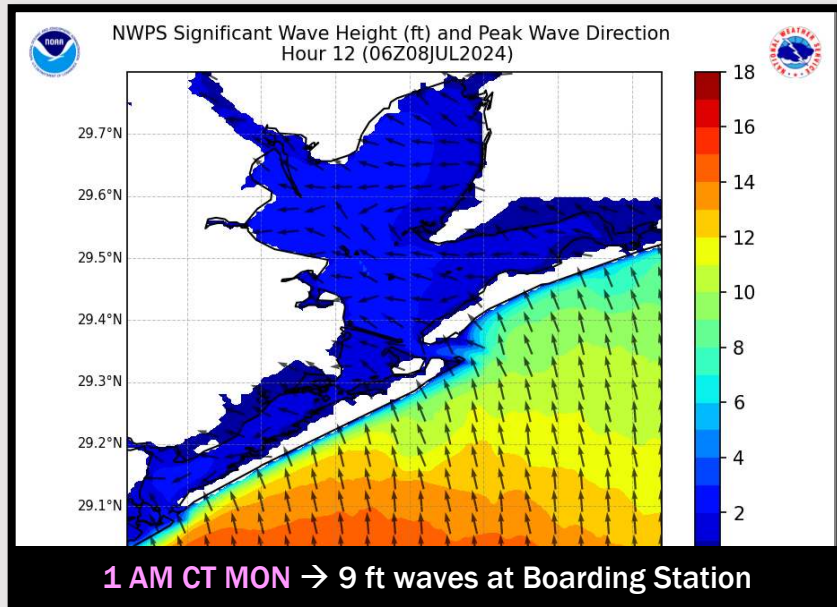 NWPS Significant Wave Height (ft) and Peak Wave Direction
Hour 12 (06Z08JUL2024)
NOAA
18
16
14
12
10
8
6
4
2
29.7°N
29.6°N
29.5°N
29.4°N
29.3°N
29.2°N
29.1°N
1 AM CT MON → 9 ft waves at Boarding Station